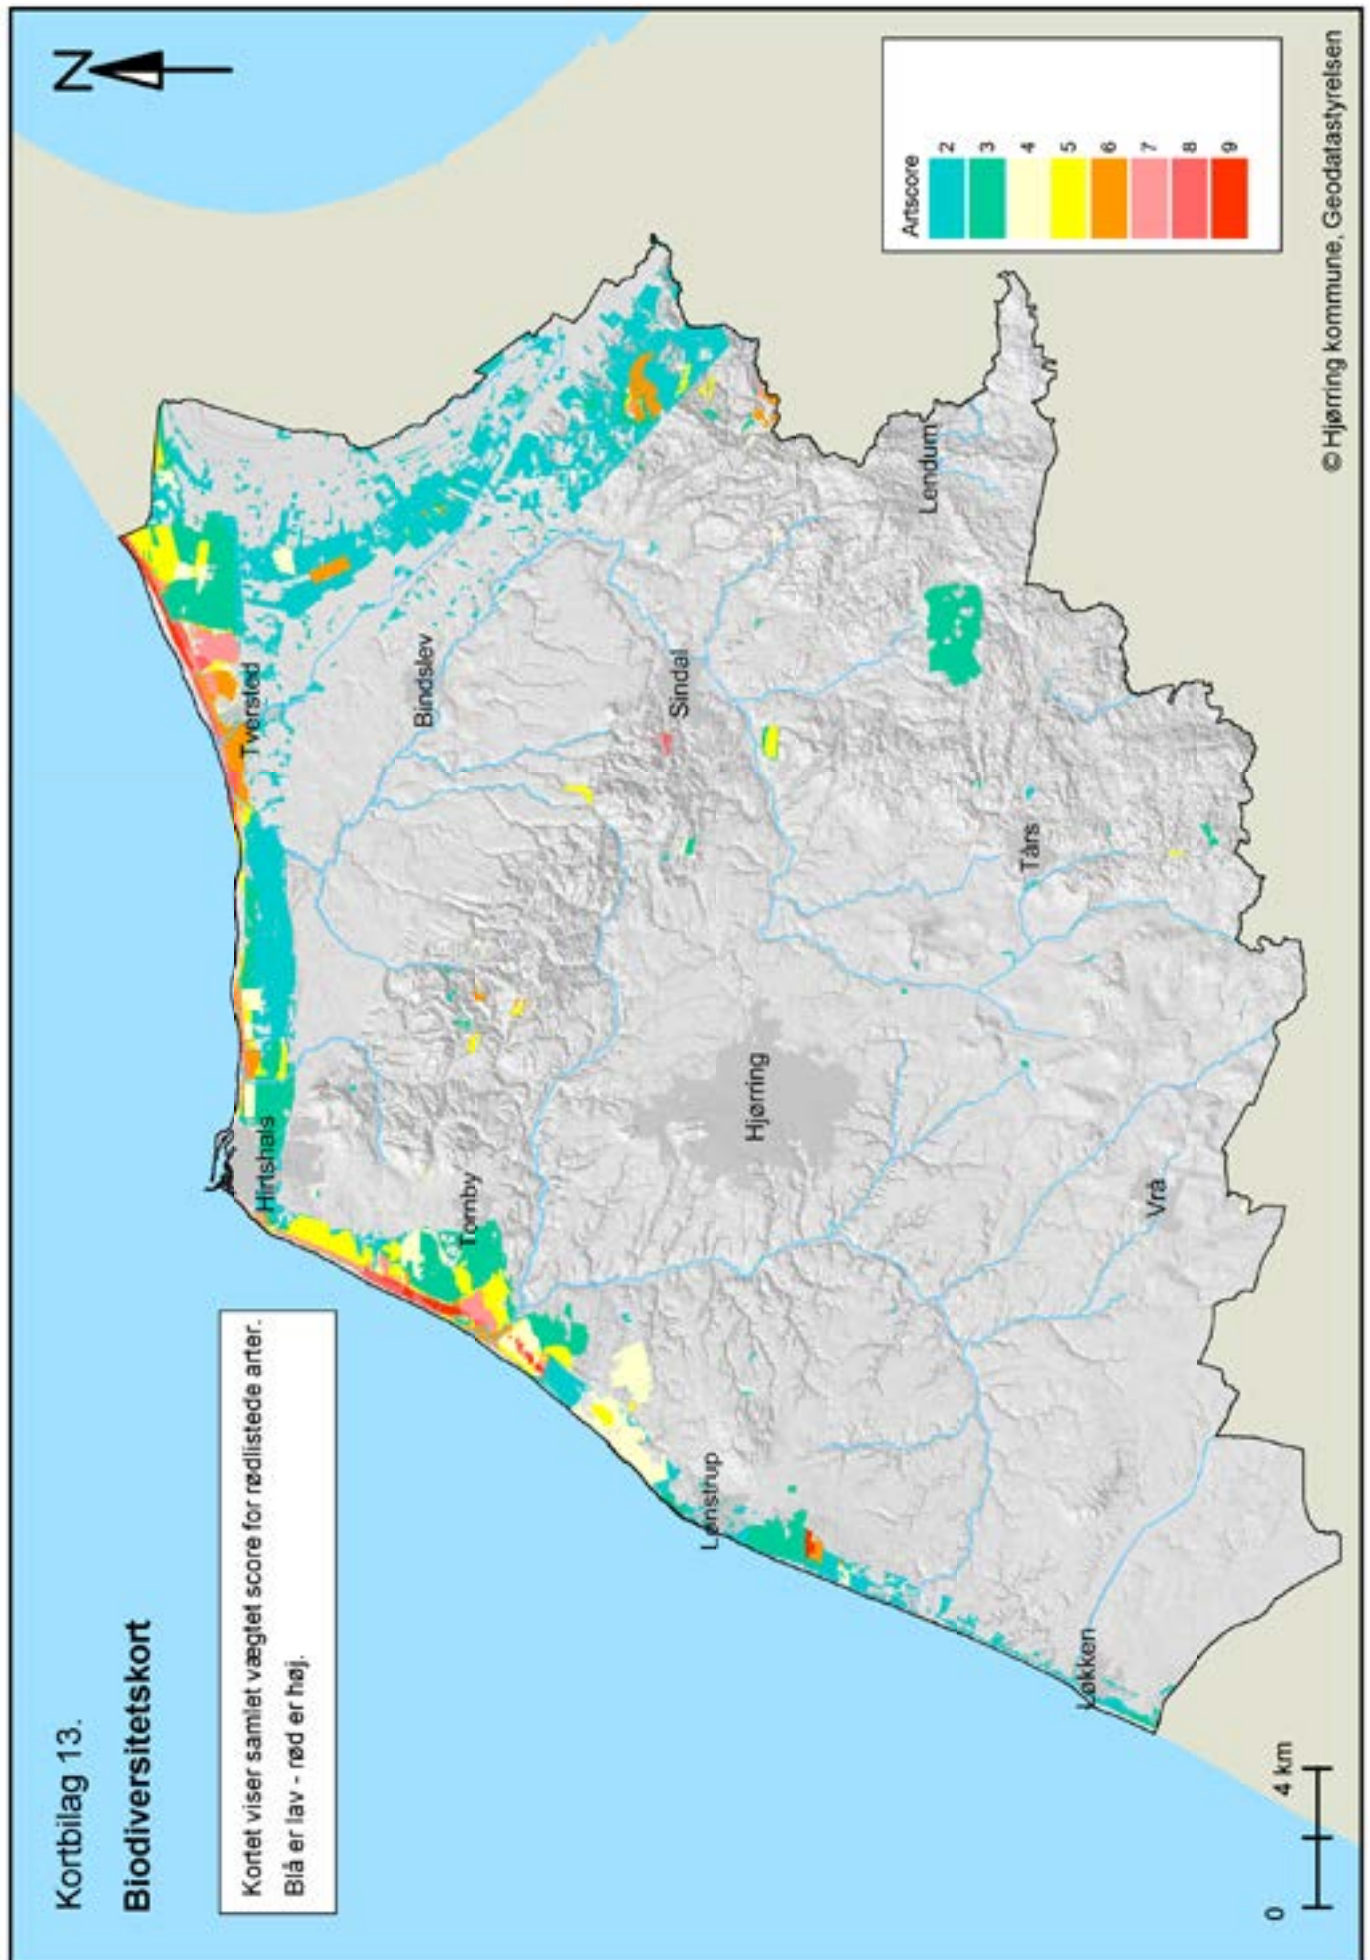 Kortbilag 13.
Biodiversitetskort
Kortet viser samlet vægtet score for rødlistede arter.
Blå er lav - rød er høj.
N
Hirtshals
Tversted
Tornby
Bindslev
Lønstrup
Hjørring
Sindal
Løkken
Vrå
Tårs
Lendum
Artscore
2
3
4
5
6
7
8
9
0 4 km
© Hjørring kommune, Geodatastyrelsen